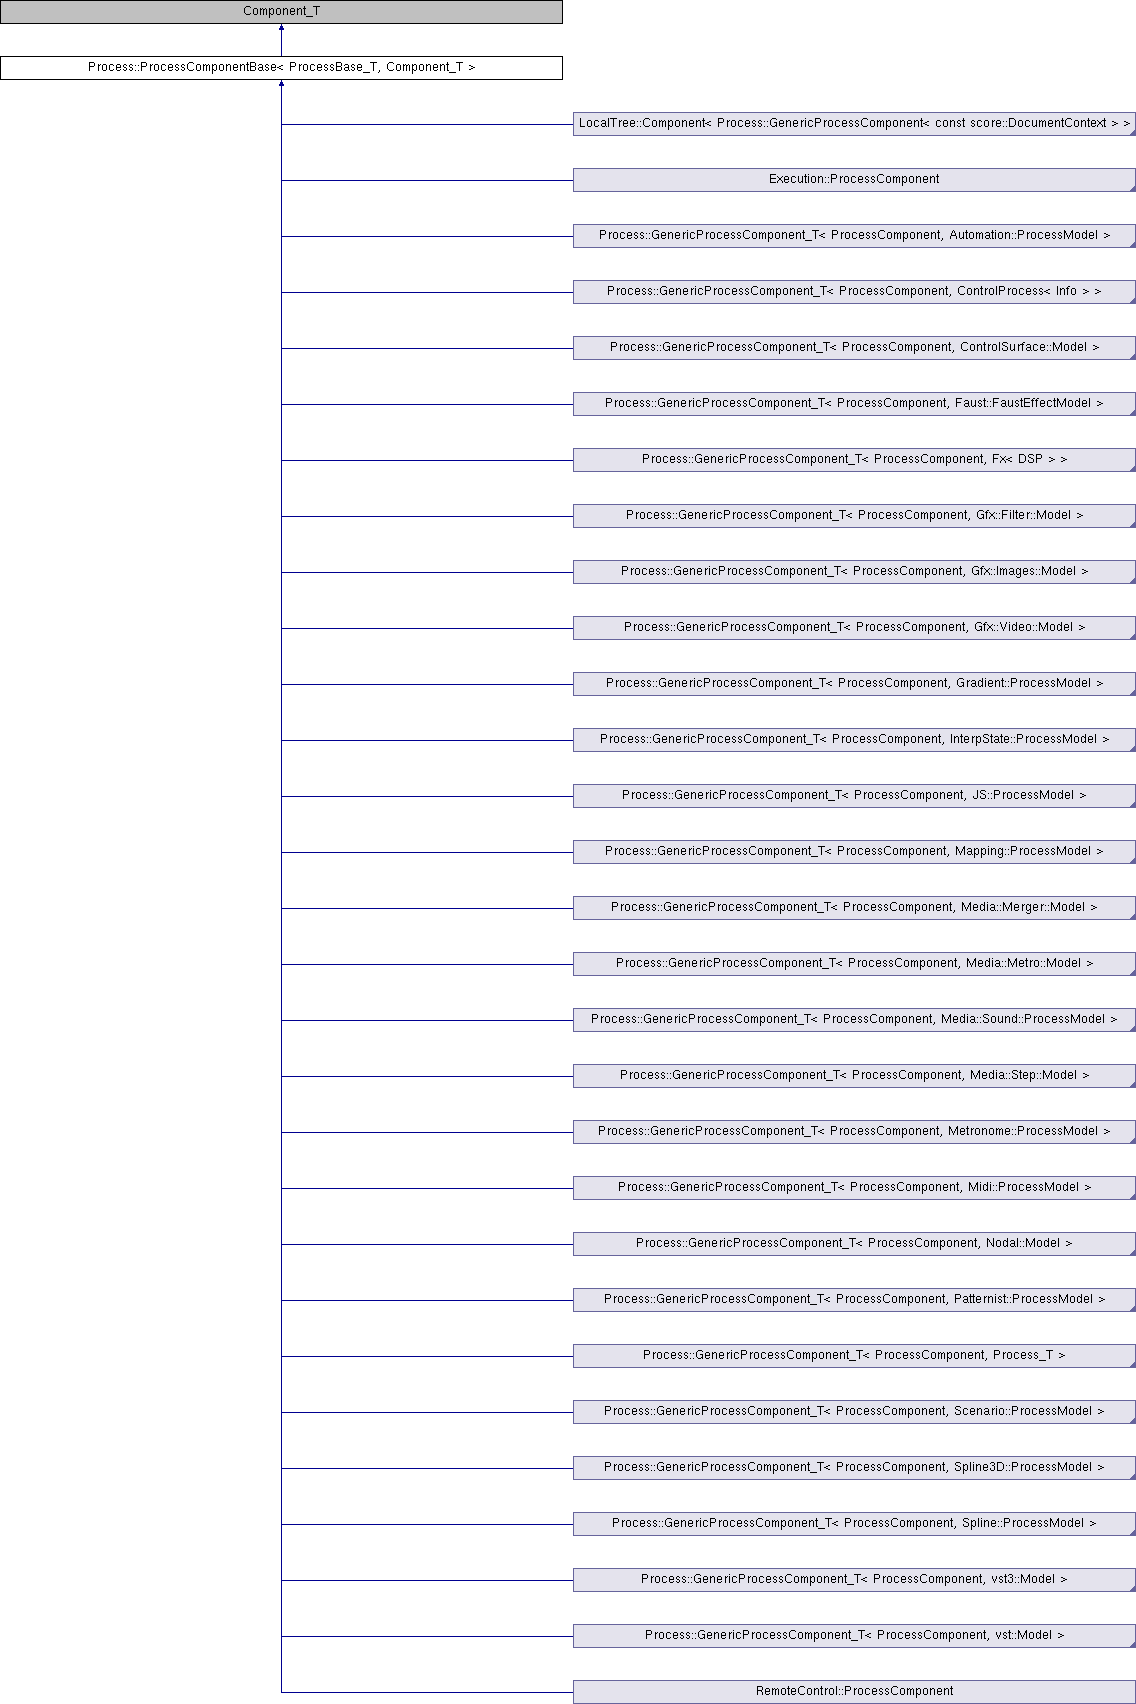 Component_T
Process::ProcessComponentBase< ProcessBase_T, Component_T >
LocalTree::Component< Process::GenericProcessComponent< const score::DocumentContext > >
Execution::ProcessComponent
Process::GenericProcessComponent_T< ProcessComponent, Automation::ProcessModel >
Process::GenericProcessComponent_T< ProcessComponent, ControlProcess< Info > >
Process::GenericProcessComponent_T< ProcessComponent, ControlSurface::Model >
Process::GenericProcessComponent_T< ProcessComponent, Faust::FaustEffectModel >
Process::GenericProcessComponent_T< ProcessComponent, Fx< DSP > >
Process::GenericProcessComponent_T< ProcessComponent, Gfx::Filter::Model >
Process::GenericProcessComponent_T< ProcessComponent, Gfx::Images::Model >
Process::GenericProcessComponent_T< ProcessComponent, Gfx::Video::Model >
Process::GenericProcessComponent_T< ProcessComponent, Gradient::ProcessModel >
Process::GenericProcessComponent_T< ProcessComponent, InterpState::ProcessModel >
Process::GenericProcessComponent_T< ProcessComponent, JS::ProcessModel >
Process::GenericProcessComponent_T< ProcessComponent, Mapping::ProcessModel >
Process::GenericProcessComponent_T< ProcessComponent, Media::Merger::Model >
Process::GenericProcessComponent_T< ProcessComponent, Media::Metro::Model >
Process::GenericProcessComponent_T< ProcessComponent, Media::Sound::ProcessModel >
Process::GenericProcessComponent_T< ProcessComponent, Media::Step::Model >
Process::GenericProcessComponent_T< ProcessComponent, Metronome::ProcessModel >
Process::GenericProcessComponent_T< ProcessComponent, Midi::ProcessModel >
Process::GenericProcessComponent_T< ProcessComponent, Nodal::Model >
Process::GenericProcessComponent_T< ProcessComponent, Patternist::ProcessModel >
Process::GenericProcessComponent_T< ProcessComponent, Process_T >
Process::GenericProcessComponent_T< ProcessComponent, Scenario::ProcessModel >
Process::GenericProcessComponent_T< ProcessComponent, Spline3D::ProcessModel >
Process::GenericProcessComponent_T< ProcessComponent, Spline::ProcessModel >
Process::GenericProcessComponent_T< ProcessComponent, vst3::Model >
Process::GenericProcessComponent_T< ProcessComponent, vst::Model >
RemoteControl::ProcessComponent